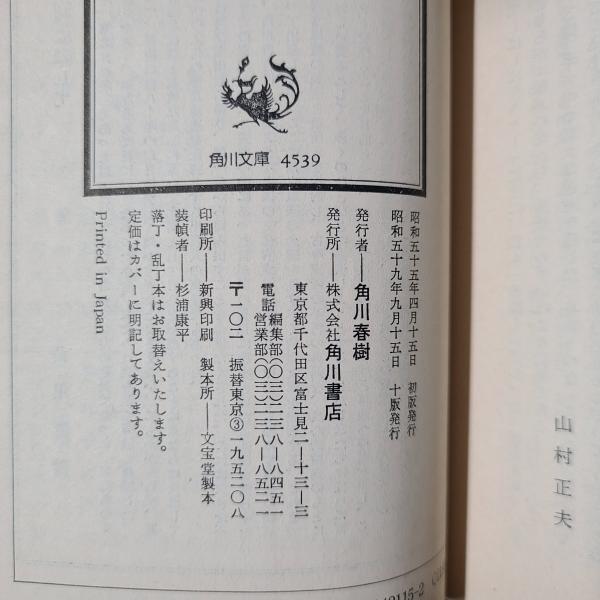 角川文庫 4539
昭和五十五年四月十五日 初版発行
昭和五十九年九月十五日 十版発行
発行者――角川春樹
発行所――株式会社角川書店
東京都千代田区富士見二―十三―三
電話編集部(〇三)二三八―八四五一
営業部(〇三)二三八―八五二一
〒一〇二 振替東京③一九五二〇八
印刷所――新興印刷 製本所――文宝堂製本
装幀者――杉浦康平
落丁・乱丁本はお取替えいたします。
定価はカバーに明記してあります。
Printed in Japan
山村正夫